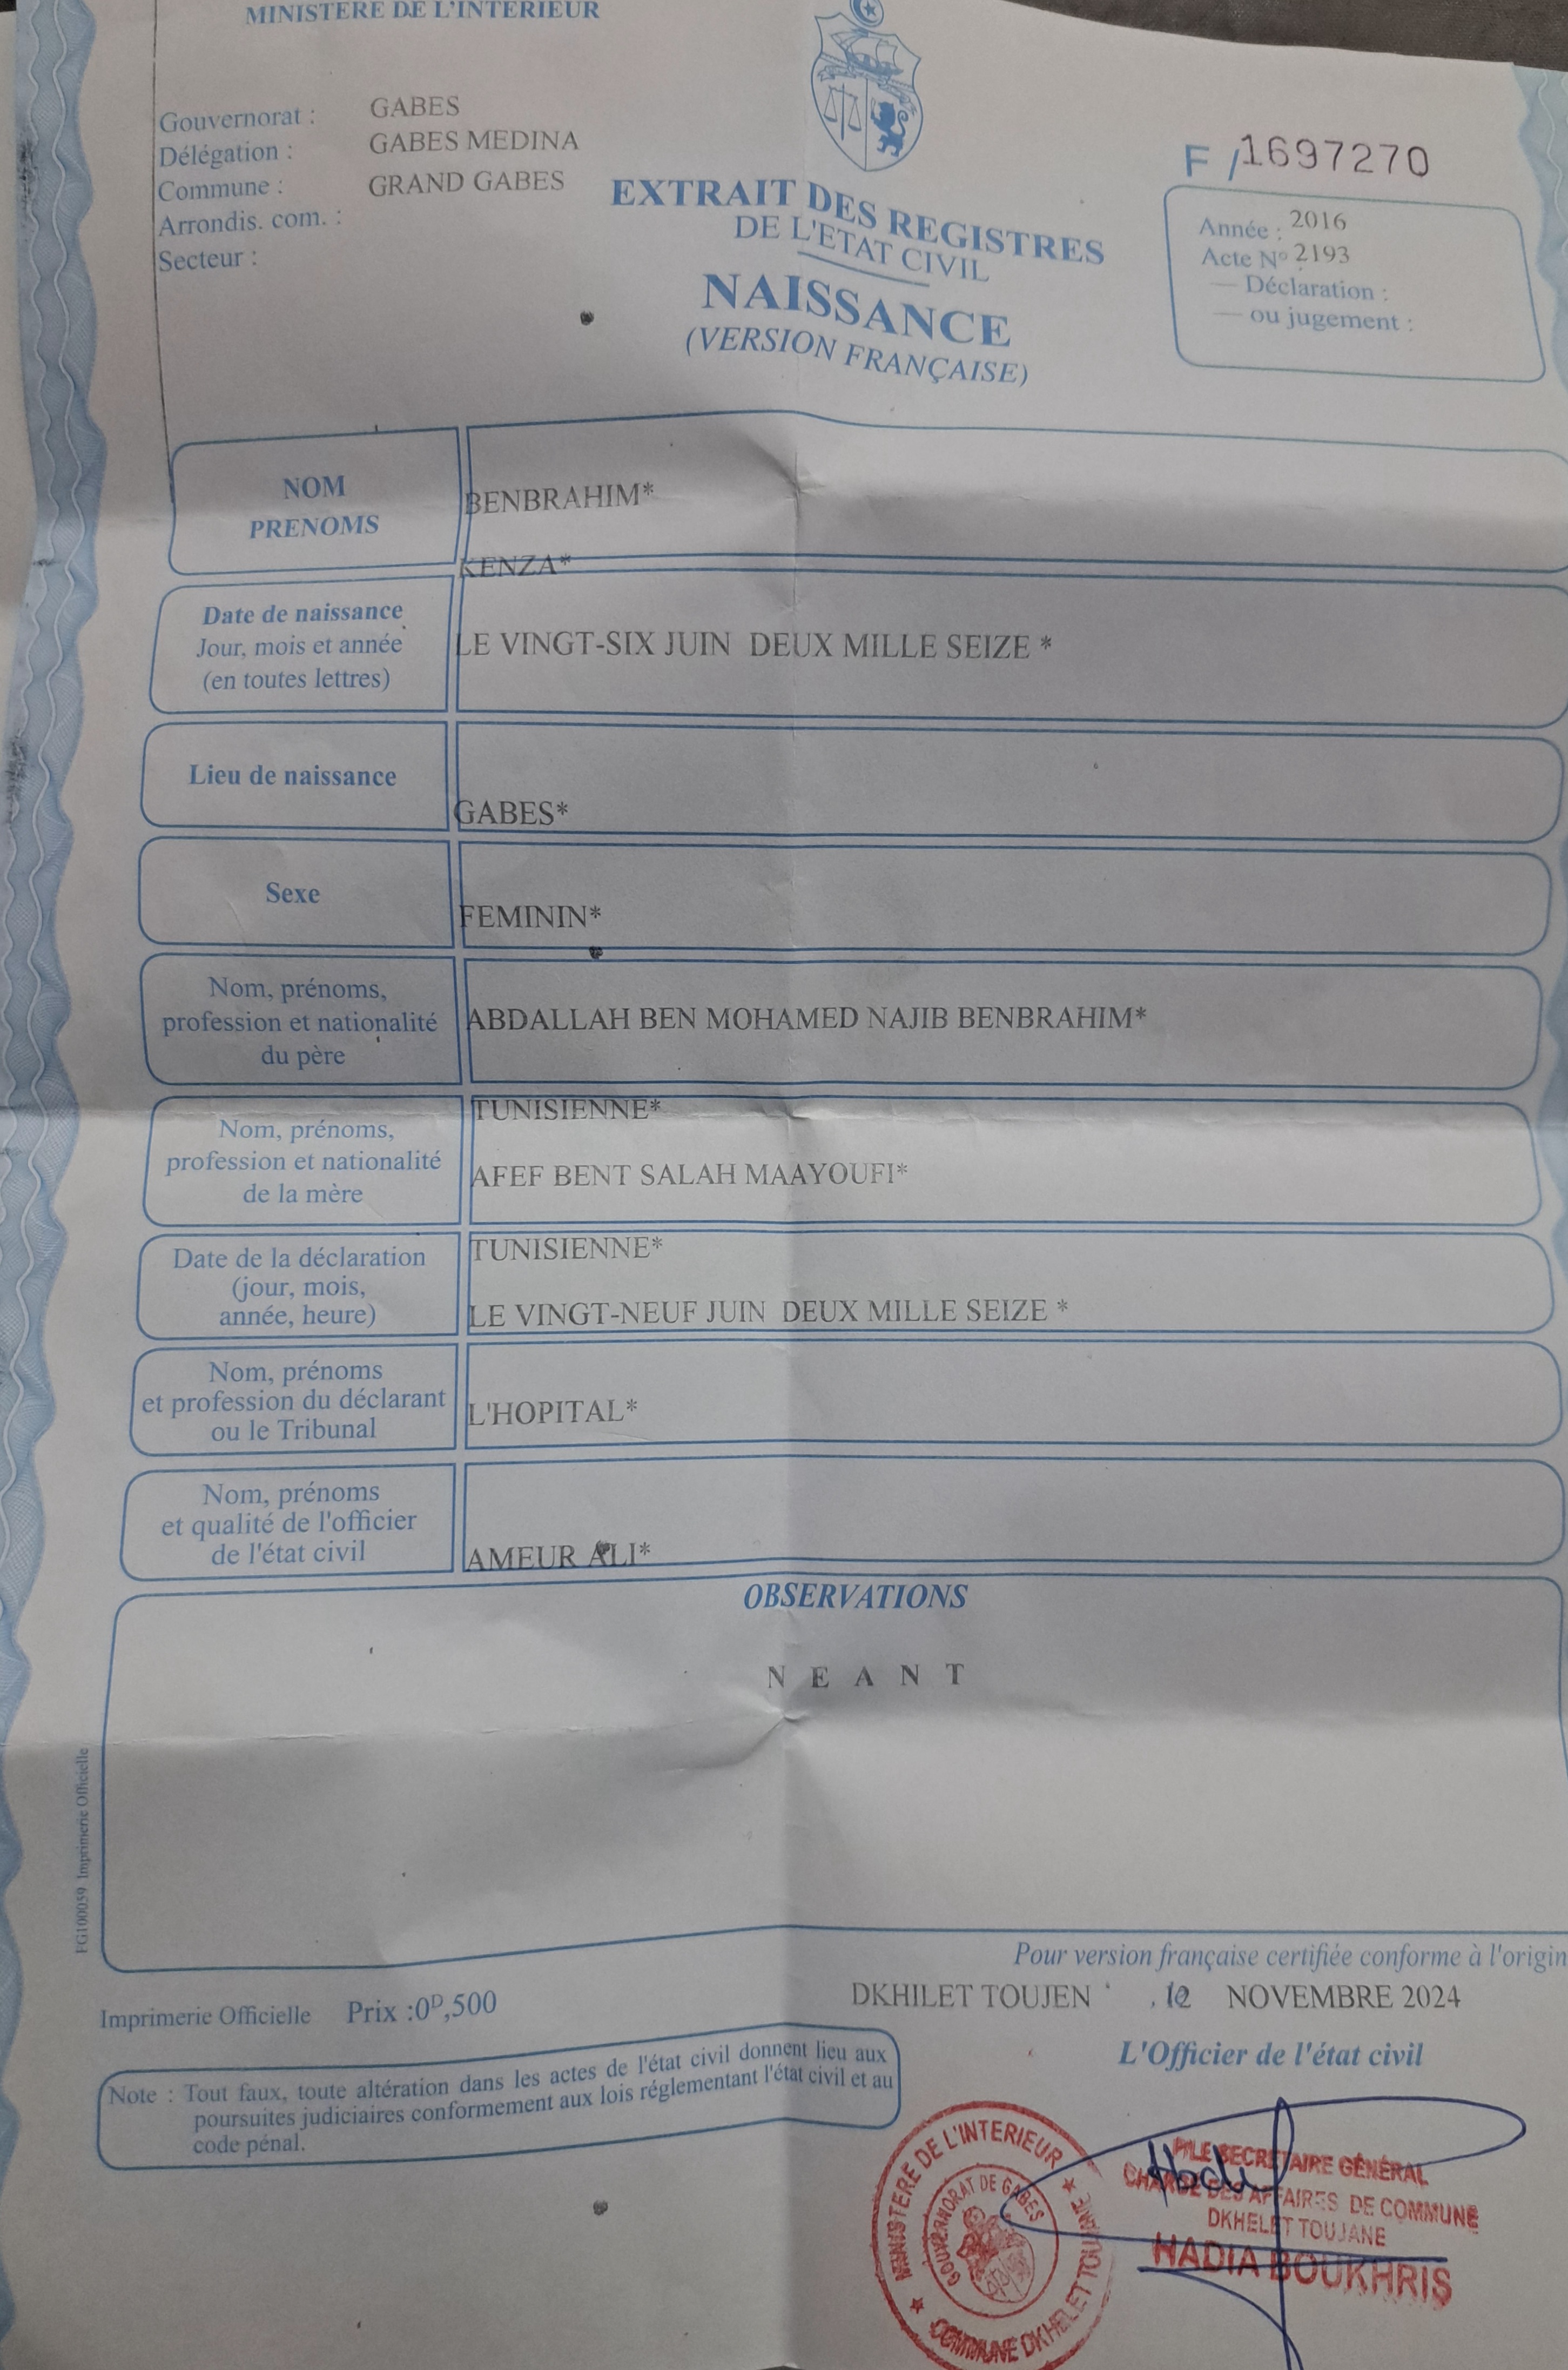 MINISTERE DE L'INTERIEUR
Gouvernorat : GABES
Délégation : GABES MEDINA
Commune : GRAND GABES
Arrondis. com. :
Secteur :
EXTRAIT DES REGISTRES
DE L'ETAT CIVIL
NAISSANCE
(VERSION FRANÇAISE)
F /1697270
Année : 2016
Acte N° 2193
— Déclaration :
— ou jugement :
NOM
PRENOMS
BENBRAHIM*
KENZA*
Date de naissance
Jour, mois et année
(en toutes lettres)
LE VINGT-SIX JUIN DEUX MILLE SEIZE *
Lieu de naissance
GABES*
Sexe
FEMININ*
Nom, prénoms,
profession et nationalité
du père
ABDALLAH BEN MOHAMED NAJIB BENBRAHIM*
TUNISIENNE*
Nom, prénoms,
profession et nationalité
de la mère
AFEF BENT SALAH MAAYOUFI*
TUNISIENNE*
Date de la déclaration
(jour, mois,
année, heure)
LE VINGT-NEUF JUIN DEUX MILLE SEIZE *
Nom, prénoms
et profession du déclarant
ou le Tribunal
L'HOPITAL*
Nom, prénoms
et qualité de l'officier
de l'état civil
AMEUR ALI*
OBSERVATIONS
N E A N T
FG100059 Imprimerie Officielle
Pour version française certifiée conforme à l'origin
DKHILET TOUJEN , 12 NOVEMBRE 2024
Imprimerie Officielle Prix :0ᴰ,500
L'Officier de l'état civil
Note : Tout faux, toute altération dans les actes de l'état civil donnent lieu aux
poursuites judiciaires conformement aux lois réglementant l'état civil et au
code pénal.
MINISTERE DE L'INTERIEUR
GOUVERNORAT DE GABES
COMMUNE DKHELET TOUJANE
P/LE SECRETAIRE GÉNÉRAL
CHARGÉ DES AFFAIRES DE COMMUNE
DKHELET TOUJANE
HADIA BOUKHRIS